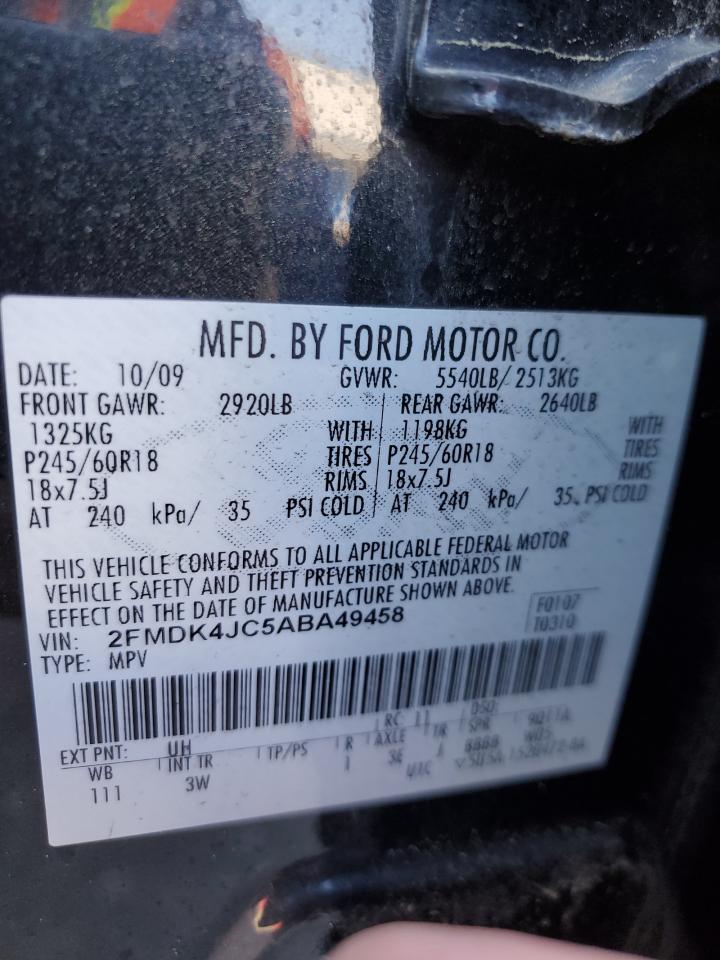 MFD. BY FORD MOTOR CO.
DATE: 10/09 GVWR: 5540LB/ 2513KG
FRONT GAWR: 2920LB REAR GAWR: 2640LB
1325KG WITH 1198KG WITH
P245/60R18 TIRES P245/60R18 TIRES
18x7.5J RIMS 18x7.5J RIMS
AT 240 kPa/ 35 PSI COLD AT 240 kPa/ 35 PSI COLD
THIS VEHICLE CONFORMS TO ALL APPLICABLE FEDERAL MOTOR
VEHICLE SAFETY AND THEFT PREVENTION STANDARDS IN
EFFECT ON THE DATE OF MANUFACTURE SHOWN ABOVE.
VIN: 2FMDK4JC5ABA49458 F0107
TYPE: MPV T0310
EXT PNT: UH RC 11 DSO:
WB INT TR TP/PS R AXLE TR SPR
111 3W 1 3E